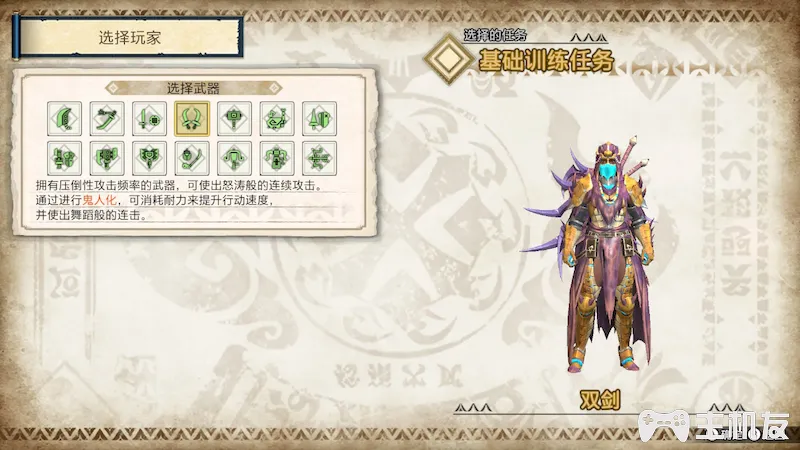 选择玩家
选择的任务
基础训练任务
选择武器
拥有压倒性攻击频率的武器，可使出怒涛般的连续攻击。
通过进行鬼人化，可消耗耐力来提升行动速度，
并使出舞蹈般的连击。
双剑
主机友